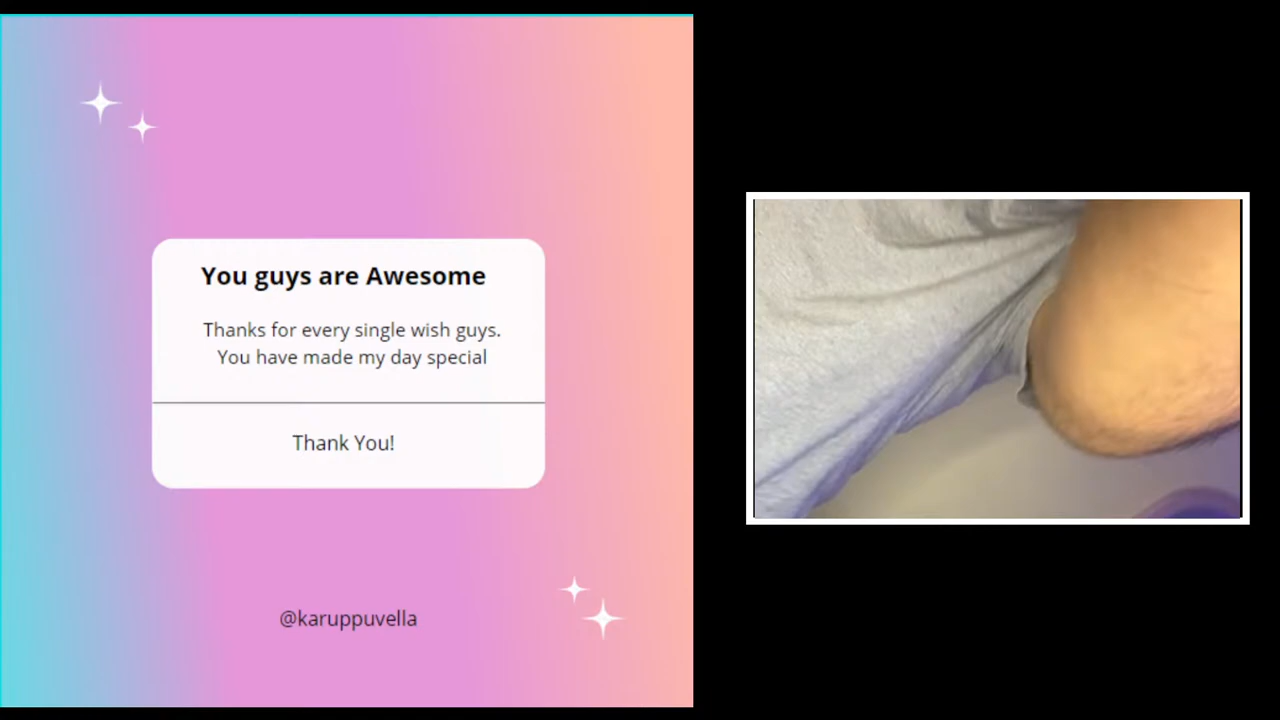 You guys are Awesome
Thanks for every single wish guys.
You have made my day special
Thank You!
@karuppuvella